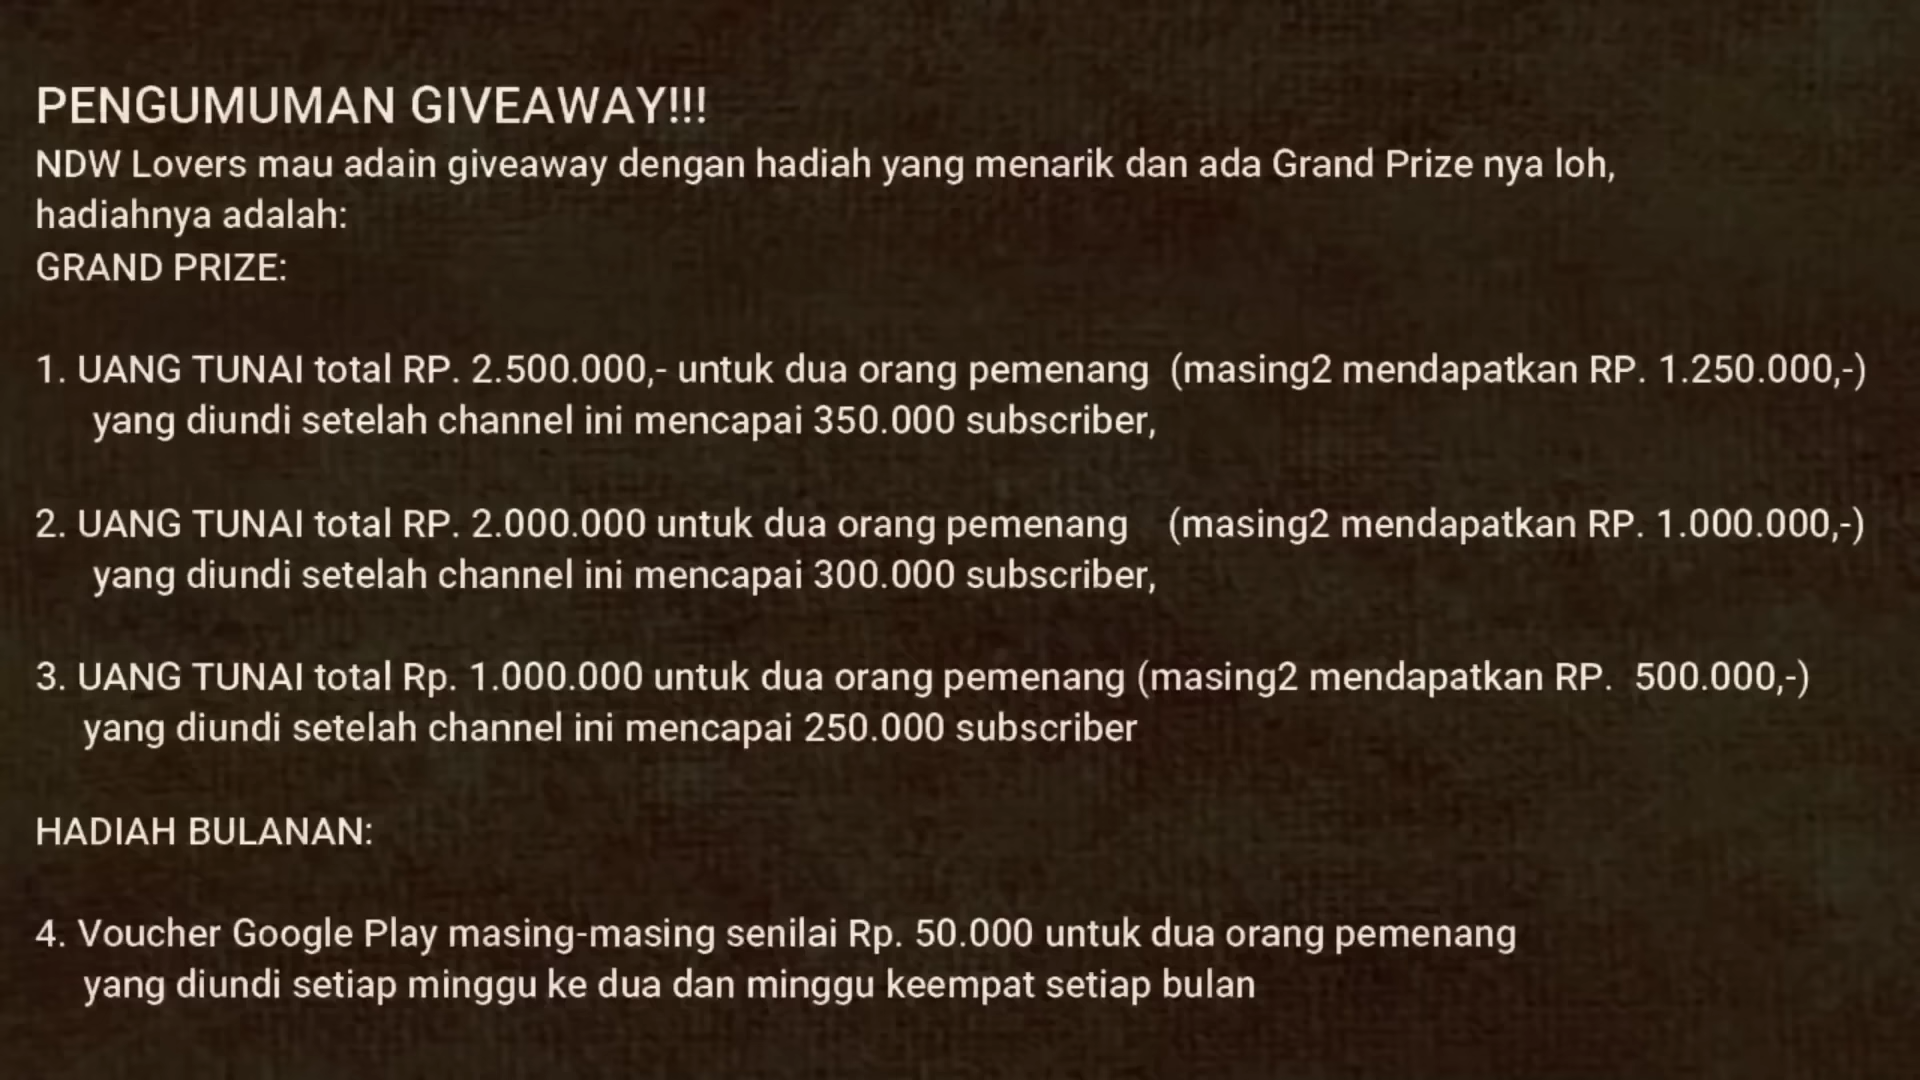 PENGUMUMAN GIVEAWAY!!!
NDW Lovers mau adain giveaway dengan hadiah yang menarik dan ada Grand Prize nya loh,
hadiahnya adalah:
GRAND PRIZE:
1. UANG TUNAI total RP. 2.500.000,- untuk dua orang pemenang (masing2 mendapatkan RP. 1.250.000,-)
yang diundi setelah channel ini mencapai 350.000 subscriber,
2. UANG TUNAI total RP. 2.000.000 untuk dua orang pemenang (masing2 mendapatkan RP. 1.000.000,-)
yang diundi setelah channel ini mencapai 300.000 subscriber,
3. UANG TUNAI total Rp. 1.000.000 untuk dua orang pemenang (masing2 mendapatkan RP. 500.000,-)
yang diundi setelah channel ini mencapai 250.000 subscriber
HADIAH BULANAN:
4. Voucher Google Play masing-masing senilai Rp. 50.000 untuk dua orang pemenang
yang diundi setiap minggu ke dua dan minggu keempat setiap bulan